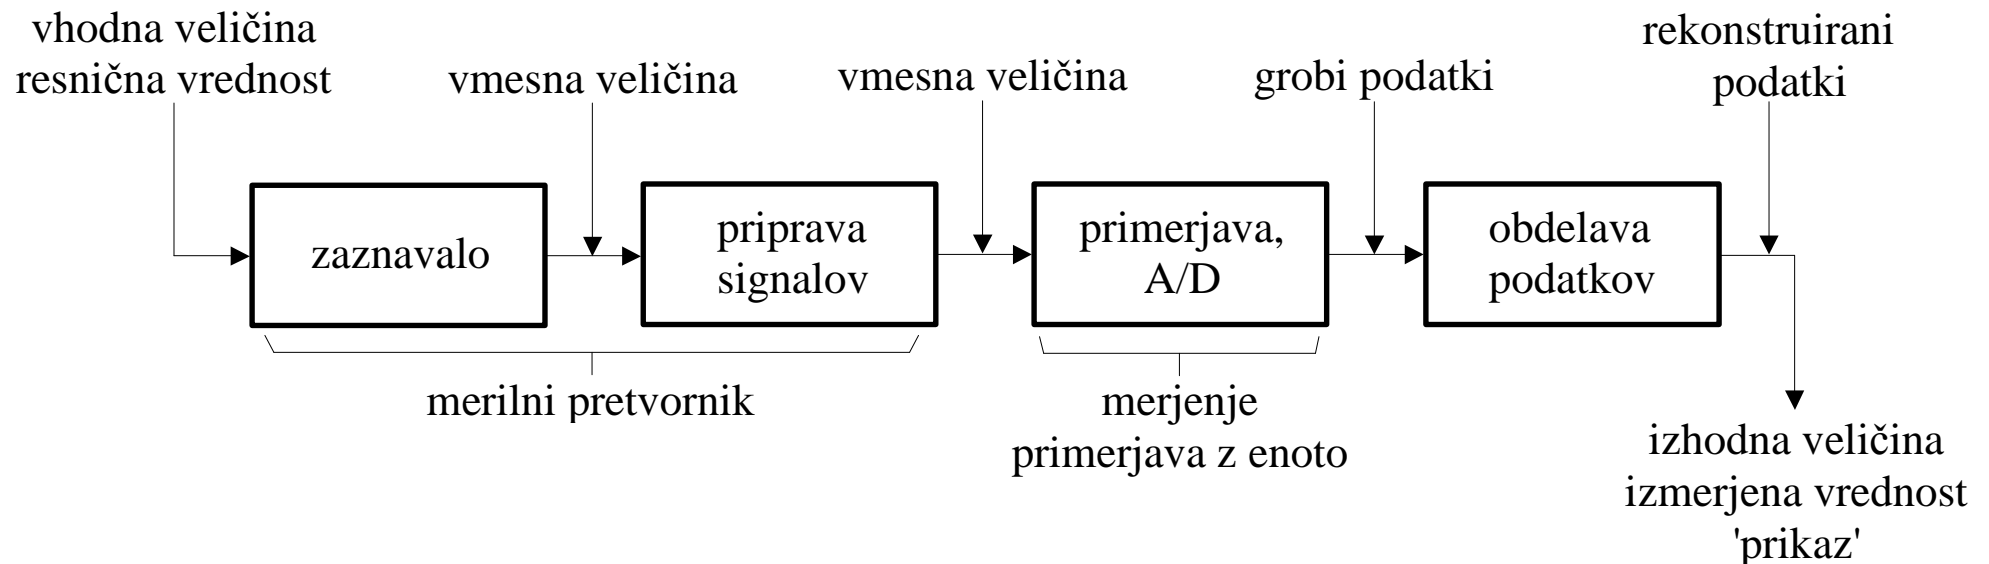 vhodna veličina
resnična vrednost
vmesna veličina
vmesna veličina
grobi podatki
rekonstruirani
podatki
zaznavalo
priprava
signalov
primerjava,
A/D
obdelava
podatkov
merilni pretvornik
merjenje
primerjava z enoto
izhodna veličina
izmerjena vrednost
'prikaz'